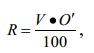 R = V • O′ / 100 ,